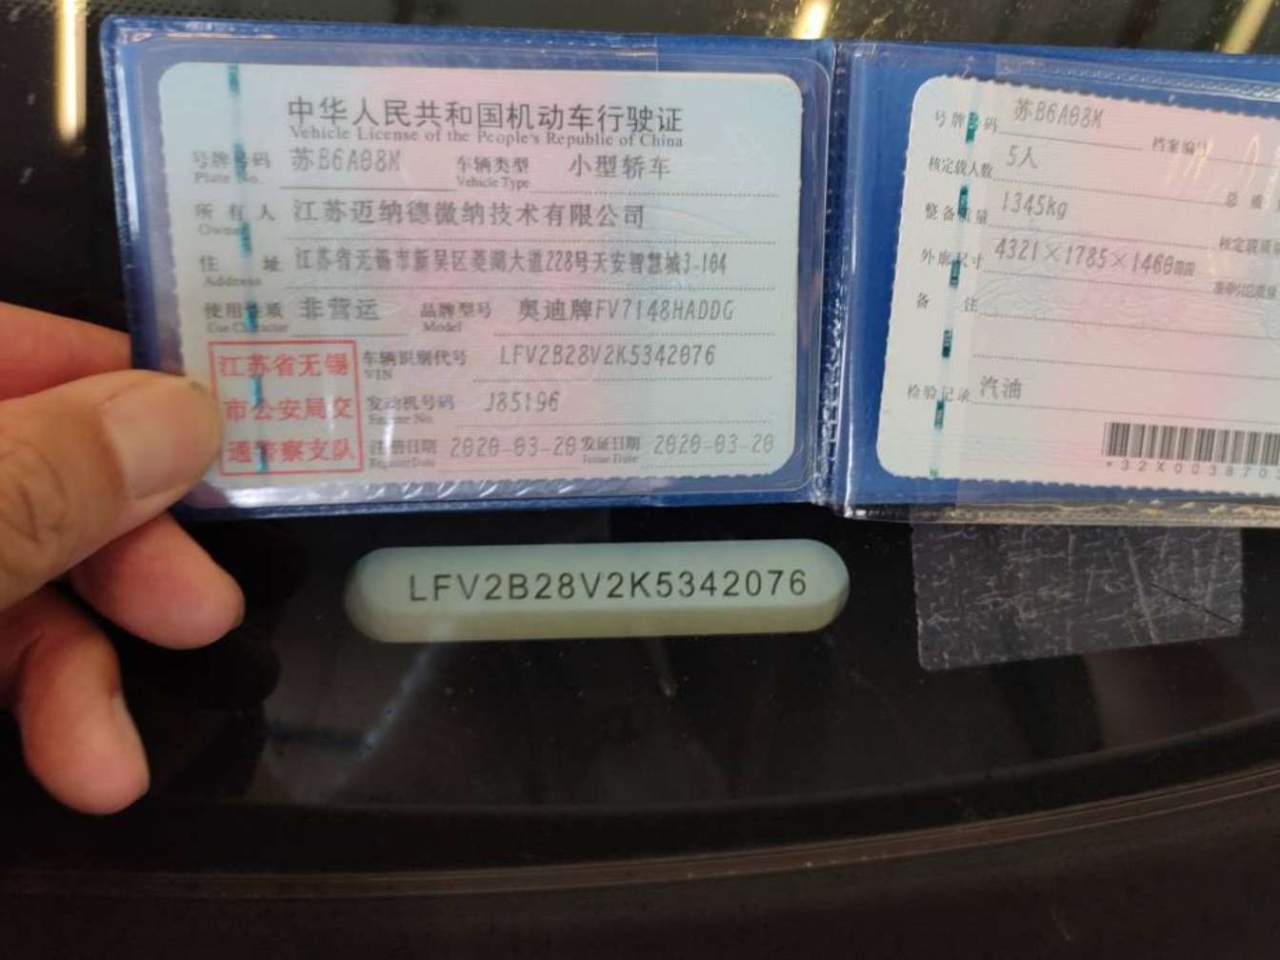 中华人民共和国机动车行驶证
Vehicle License of the People's Republic of China
号牌号码 苏B6A08M 车辆类型 小型轿车
Plate No. Vehicle Type
所有人 江苏迈纳德微纳技术有限公司
Owner
住址 江苏省无锡市新吴区菱湖大道228号天安智慧城3-104
Address
使用性质 非营运 品牌型号 奥迪牌FV7148HADDG
Use Character Model
江苏省无锡
市公安局交
通警察支队
车辆识别代号 LFV2B28V2K5342076
VIN
发动机号码 J85196
Engine No.
注册日期 2020-03-20 发证日期 2020-03-20
Register Date Issue Date
号牌号码 苏B6A08M 档案编号
核定载人数 5人 总质
整备质量 1345kg 核定载质
外廓尺寸 4321×1785×1460mm
备注
检验记录 汽油
*32X003870
LFV2B28V2K5342076